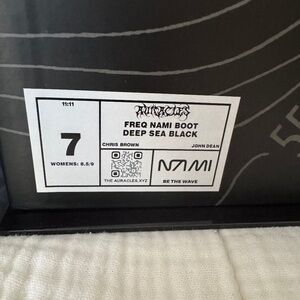 11:11
AURACLES
FREQ NAMI BOOT
DEEP SEA BLACK
7
WOMENS: 8.5/9
CHRIS BROWN
JOHN DEAN
THE AURACLES.XYZ
NAMI
BE THE WAVE